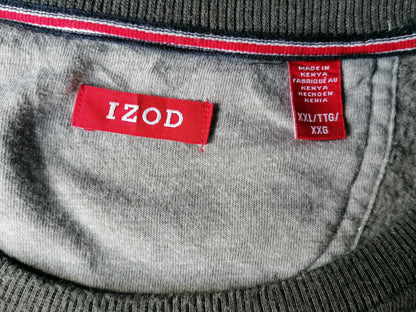 IZOD
MADE IN
KENYA
FABRIQUÉ AU
KENYA
HECHO EN
KENIA
XXL/TTG/
XXG